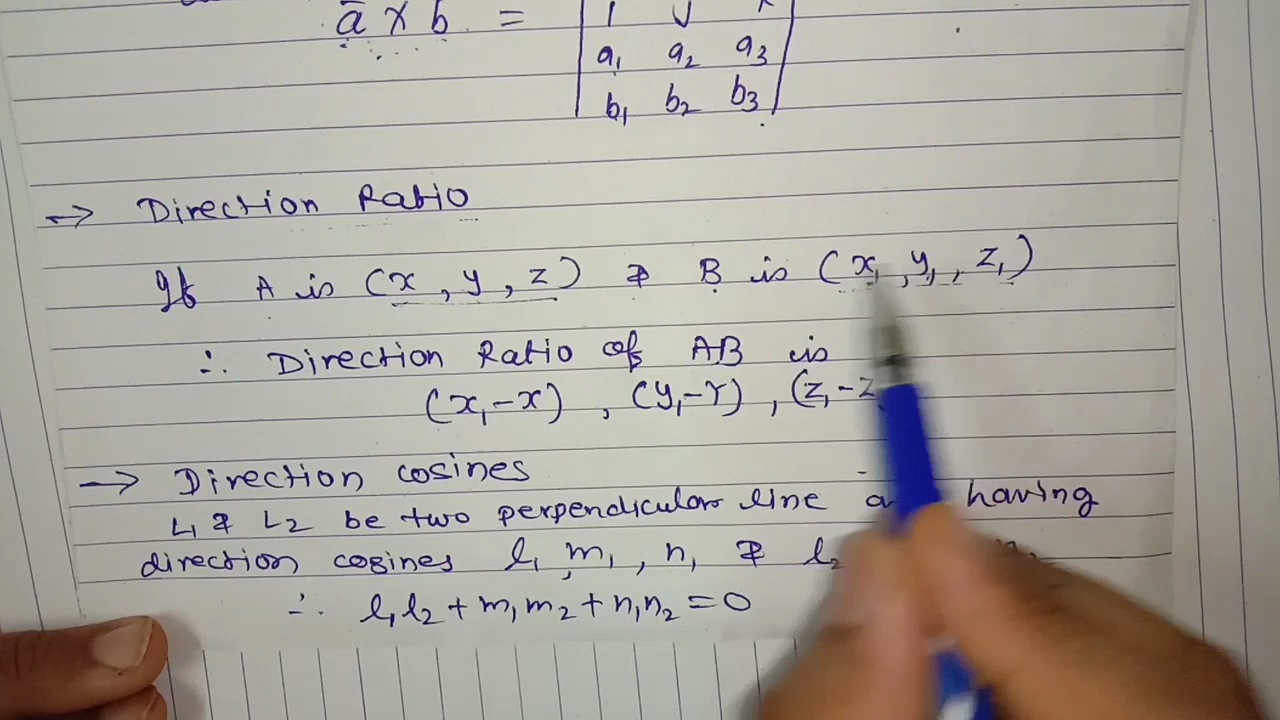 a̅ × b̅ = | i j k |
| a₁ a₂ a₃ |
| b₁ b₂ b₃ |
→ Direction Ratio
If A is (x, y, z) & B is (x₁, y₁, z₁)
∴ Direction Ratio of AB is
(x₁-x), (y₁-Y), (z₁-z
→ Direction cosines
L₁ & L₂ be two perpendicular line having
direction cosines l₁, m₁, n₁ & l₂
∴ l₁l₂ + m₁m₂ + n₁n₂ = 0